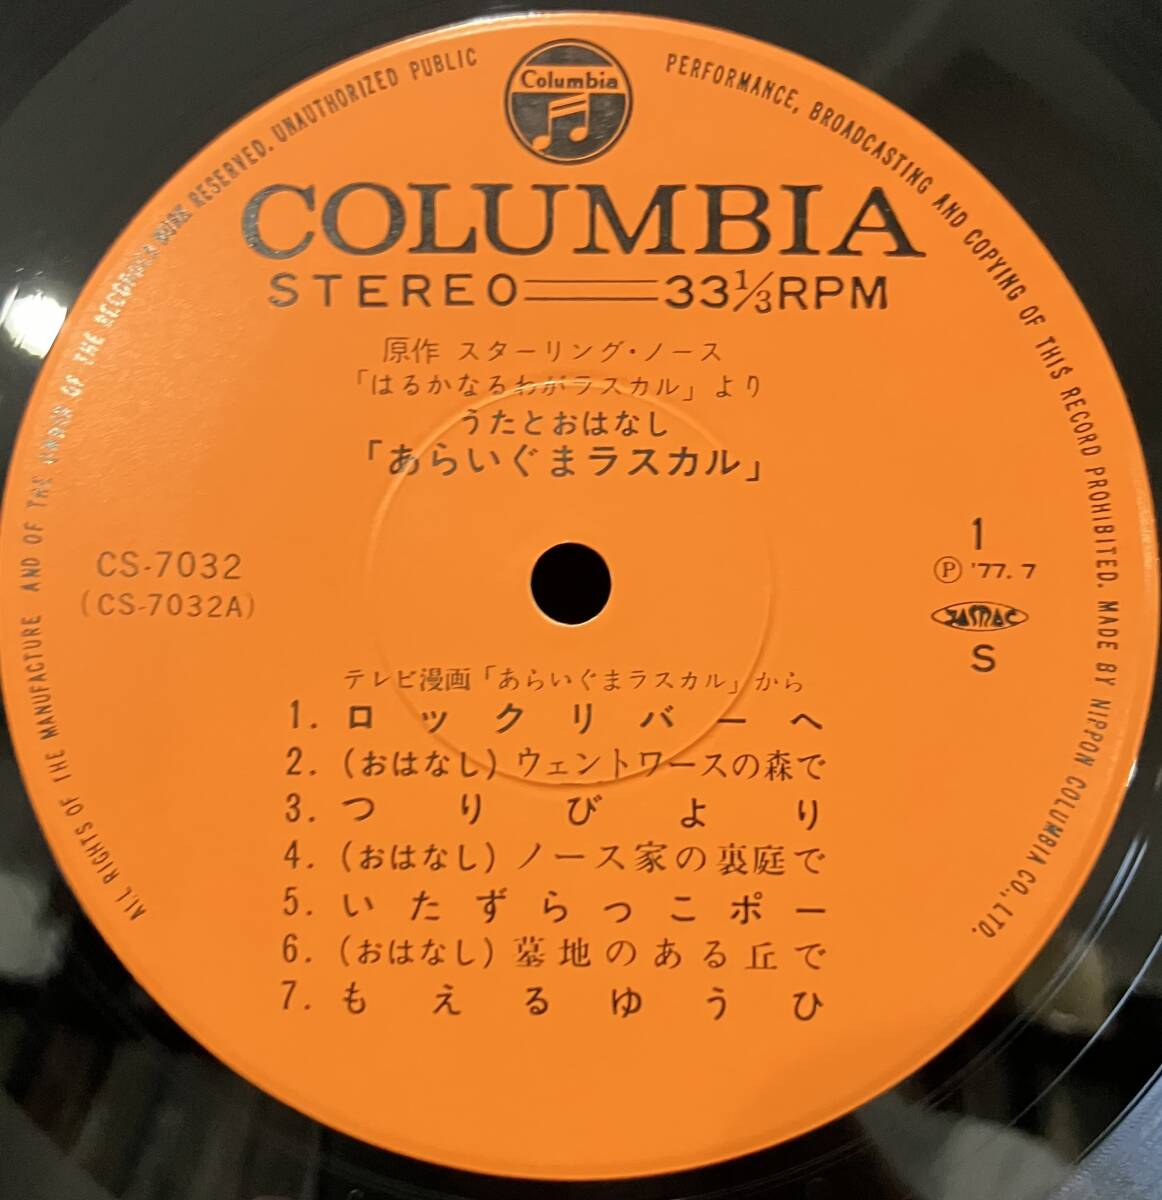 Columbia
COLUMBIA
STEREO 33⅓RPM
原作 スターリング・ノース
「はるかなるわがラスカル」より
うたとおはなし
「あらいぐまラスカル」
CS-7032
(CS-7032A)
1
Ⓟ '77.7
JASRAC
S
テレビ漫画「あらいぐまラスカル」から
1. ロックリバーへ
2. (おはなし) ウェントワースの森で
3. つりびより
4. (おはなし) ノース家の裏庭で
5. いたずらっこポー
6. (おはなし) 墓地のある丘で
7. もえるゆうひ
ALL RIGHTS OF THE MANUFACTURE AND OF THE OWNER OF THE RECORDED WORK RESERVED. UNAUTHORIZED PUBLIC PERFORMANCE, BROADCASTING AND COPYING OF THIS RECORD PROHIBITED. MADE BY NIPPON COLUMBIA CO., LTD.